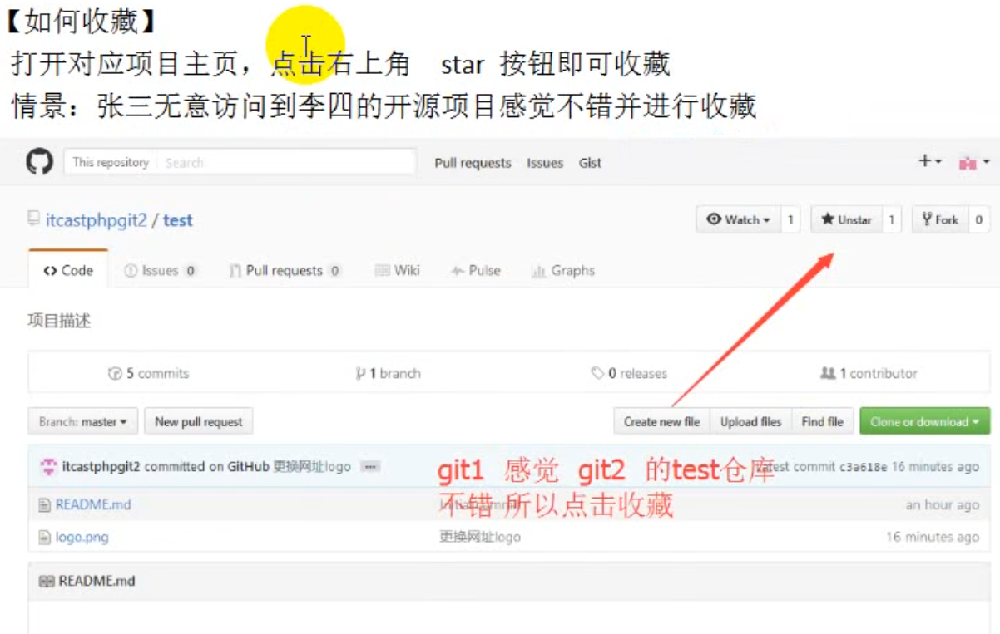 【如何收藏】
打开对应项目主页，点击右上角 star 按钮即可收藏
情景：张三无意访问到李四的开源项目感觉不错并进行收藏
This repository Search Pull requests Issues Gist
itcastphpgit2 / test Watch 1 Unstar 1 Fork 0
Code Issues 0 Pull requests 0 Wiki Pulse Graphs
项目描述
5 commits 1 branch 0 releases 1 contributor
Branch: master New pull request Create new file Upload files Find file Clone or download
itcastphpgit2 committed on GitHub 更换网址logo ... commit c3a618e 16 minutes ago
git1 感觉 git2 的test仓库
不错 所以点击收藏
README.md an hour ago
logo.png 更换网址logo 16 minutes ago
README.md